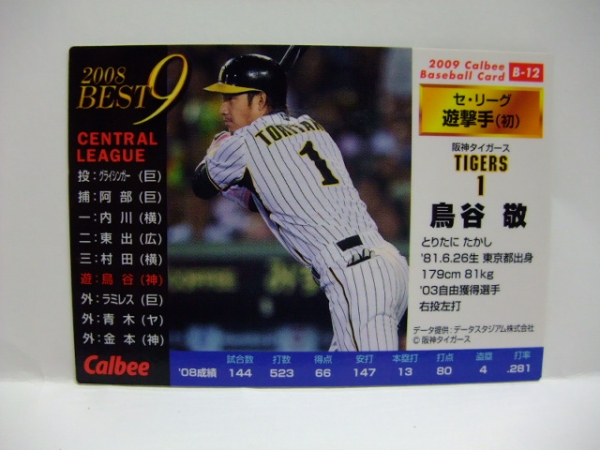 2008
BEST 9
CENTRAL
LEAGUE
投:グライシンガー(巨)
捕:阿部(巨)
一:内川(横)
二:東出(広)
三:村田(横)
遊:鳥谷(神)
外:ラミレス(巨)
外:青木(ヤ)
外:金本(神)
Calbee
TORITANI
1
2009 Calbee
Baseball Card
B-12
セ・リーグ
遊撃手(初)
阪神タイガース
TIGERS
1
鳥谷 敬
とりたに たかし
'81.6.26生 東京都出身
179cm 81kg
'03自由獲得選手
右投左打
データ提供:データスタジアム株式会社
© 阪神タイガース
試合数 打数 得点 安打 本塁打 打点 盗塁 打率
'08成績 144 523 66 147 13 80 4 .281